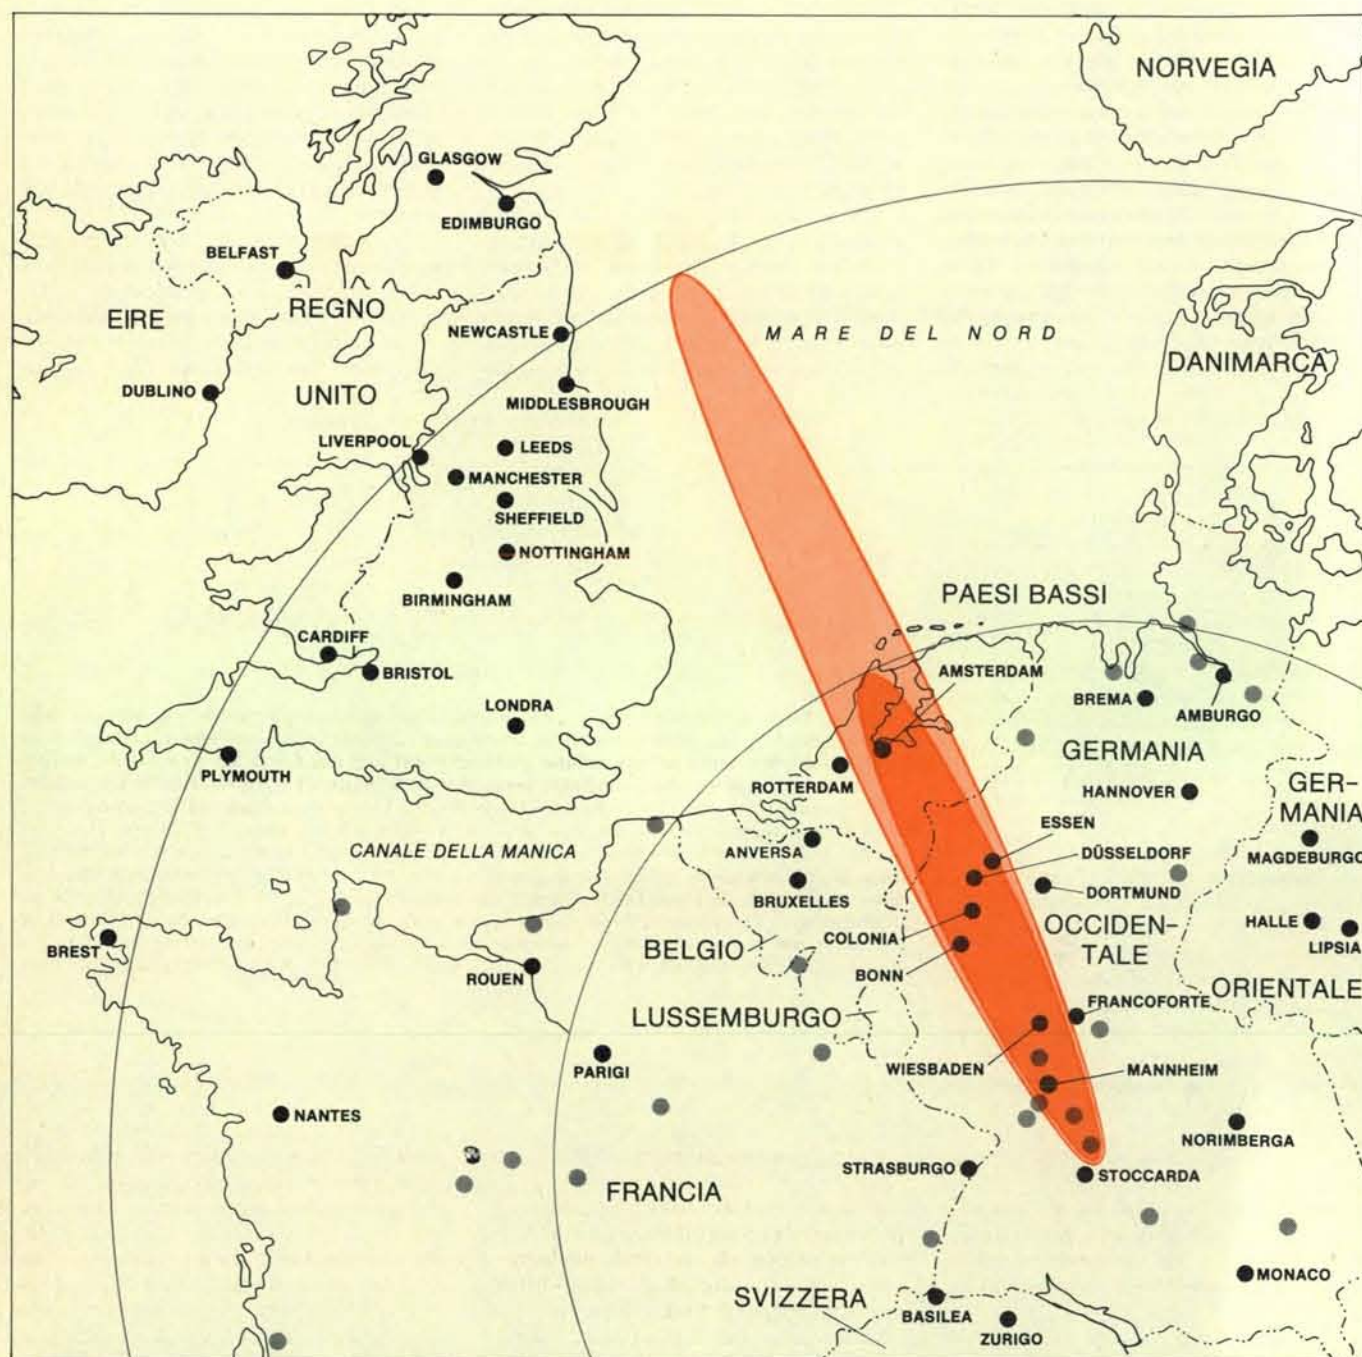 NORVEGIA
GLASGOW
EDIMBURGO
BELFAST
REGNO
EIRE
NEWCASTLE
MARE DEL NORD
DANIMARCA
DUBLINO
UNITO
MIDDLESBROUGH
LIVERPOOL
LEEDS
MANCHESTER
SHEFFIELD
NOTTINGHAM
BIRMINGHAM
PAESI BASSI
CARDIFF
BRISTOL
AMSTERDAM
BREMA
AMBURGO
LONDRA
PLYMOUTH
GERMANIA
ROTTERDAM
HANNOVER
GER-
MANIA
ESSEN
CANALE DELLA MANICA
ANVERSA
DÜSSELDORF
MAGDEBURGO
BRUXELLES
DORTMUND
HALLE
LIPSIA
BREST
COLONIA
OCCIDEN-
TALE
BELGIO
BONN
ROUEN
ORIENTALE
FRANCOFORTE
LUSSEMBURGO
PARIGI
WIESBADEN
MANNHEIM
NANTES
NORIMBERGA
STRASBURGO
STOCCARDA
FRANCIA
MONACO
SVIZZERA
BASILEA
ZURIGO